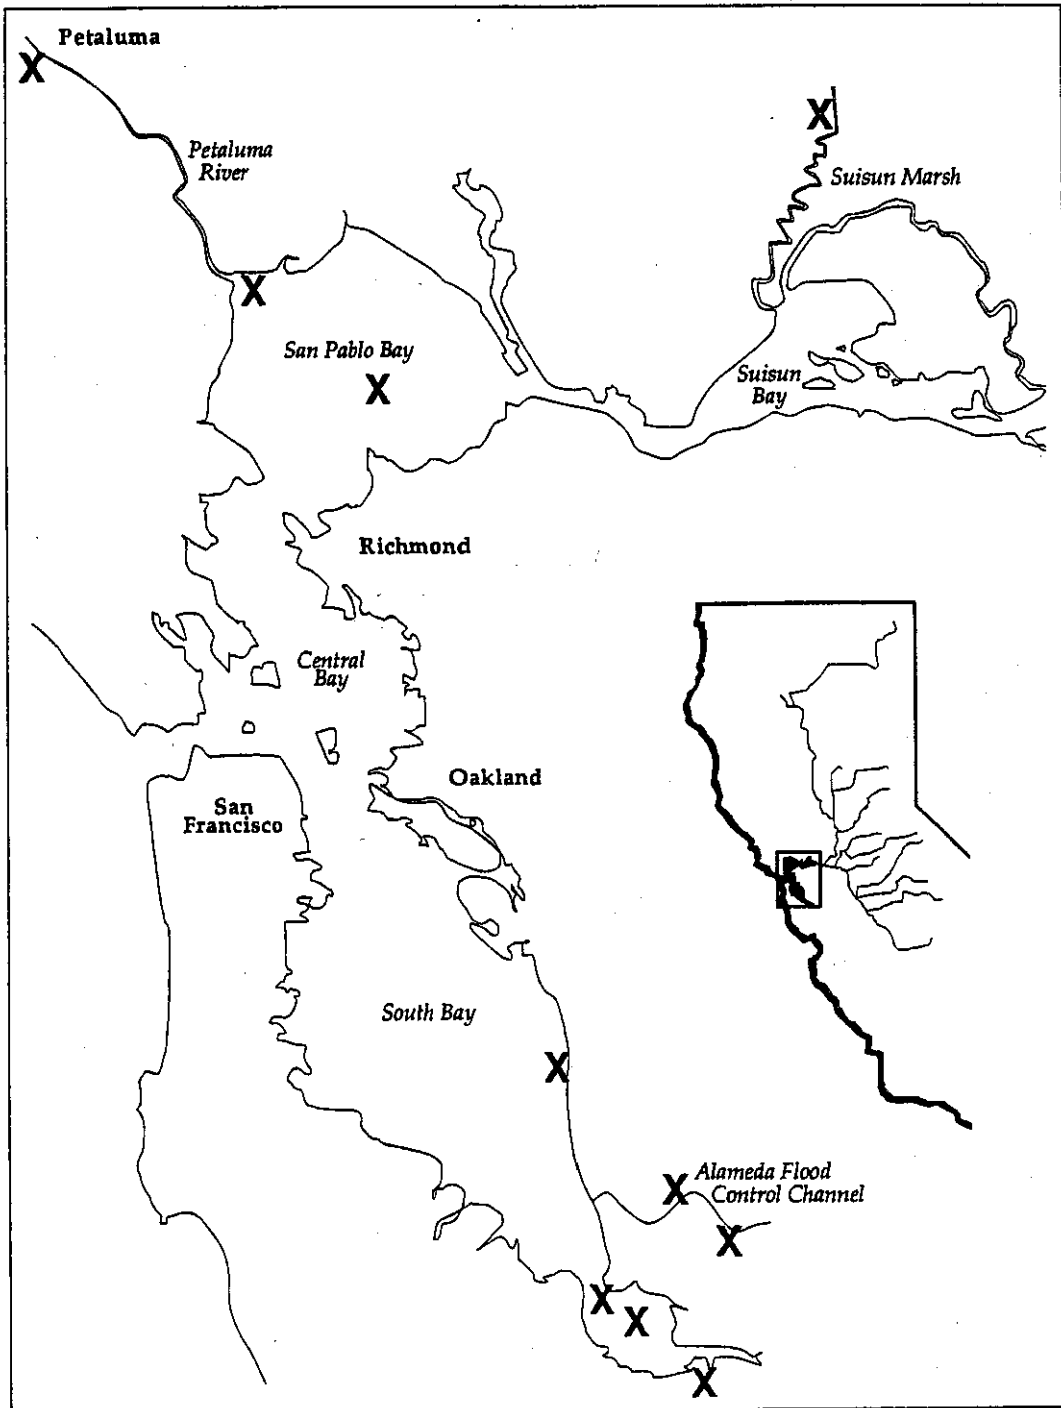 Petaluma
X
X
Petaluma
River
Suisun Marsh
X
San Pablo Bay
X
Suisun
Bay
Richmond
Central
Bay
Oakland
San
Francisco
South Bay
X
Alameda Flood
X
Control Channel
X
X
X
X